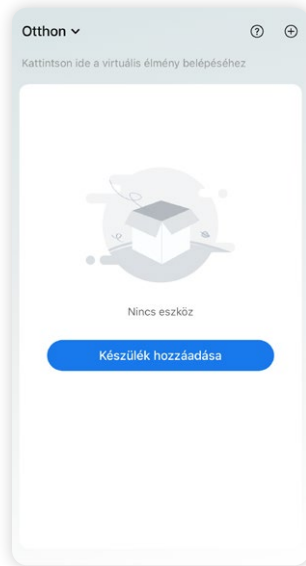 Otthon
Kattintson ide a virtuális élmény belépéséhez
Nincs eszköz
Készülék hozzáadása